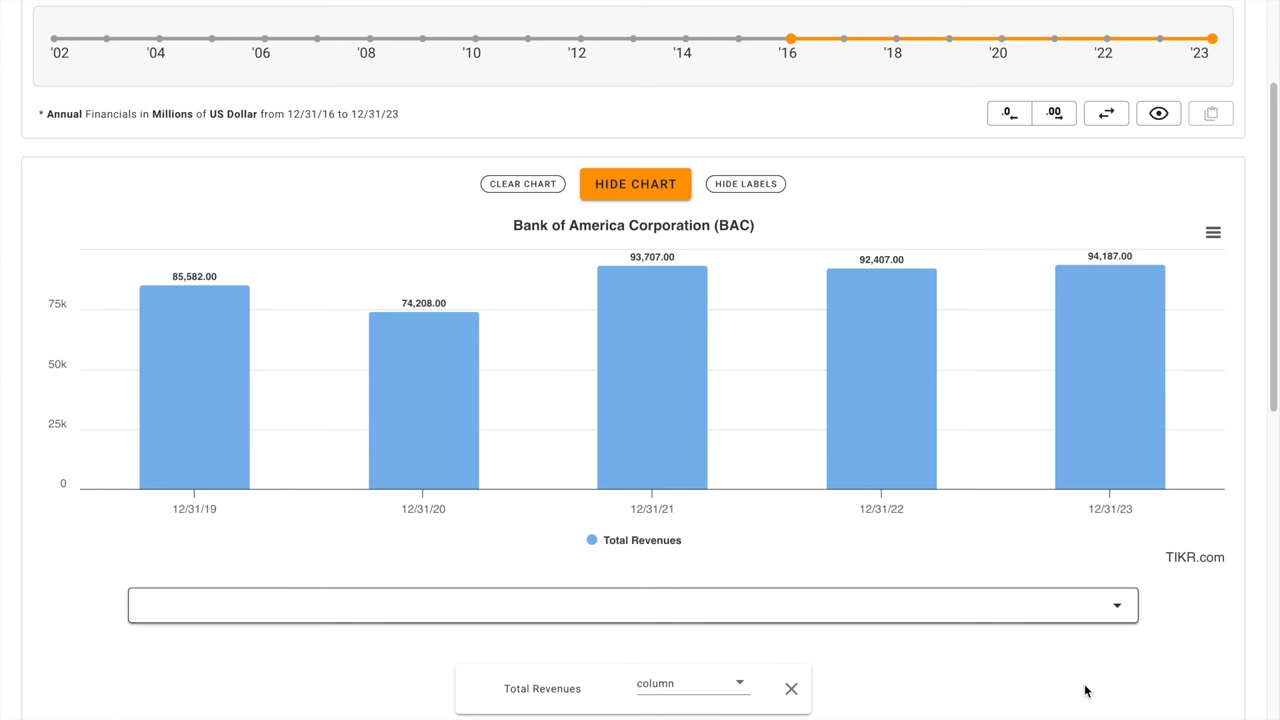 '02 '04 '06 '08 '10 '12 '14 '16 '18 '20 '22 '23
* Annual Financials in Millions of US Dollar from 12/31/16 to 12/31/23
.0 .00
CLEAR CHART HIDE CHART HIDE LABELS
Bank of America Corporation (BAC)
85,582.00 74,208.00 93,707.00 92,407.00 94,187.00
75k
50k
25k
0
12/31/19 12/31/20 12/31/21 12/31/22 12/31/23
Total Revenues
TIKR.com
Total Revenues column